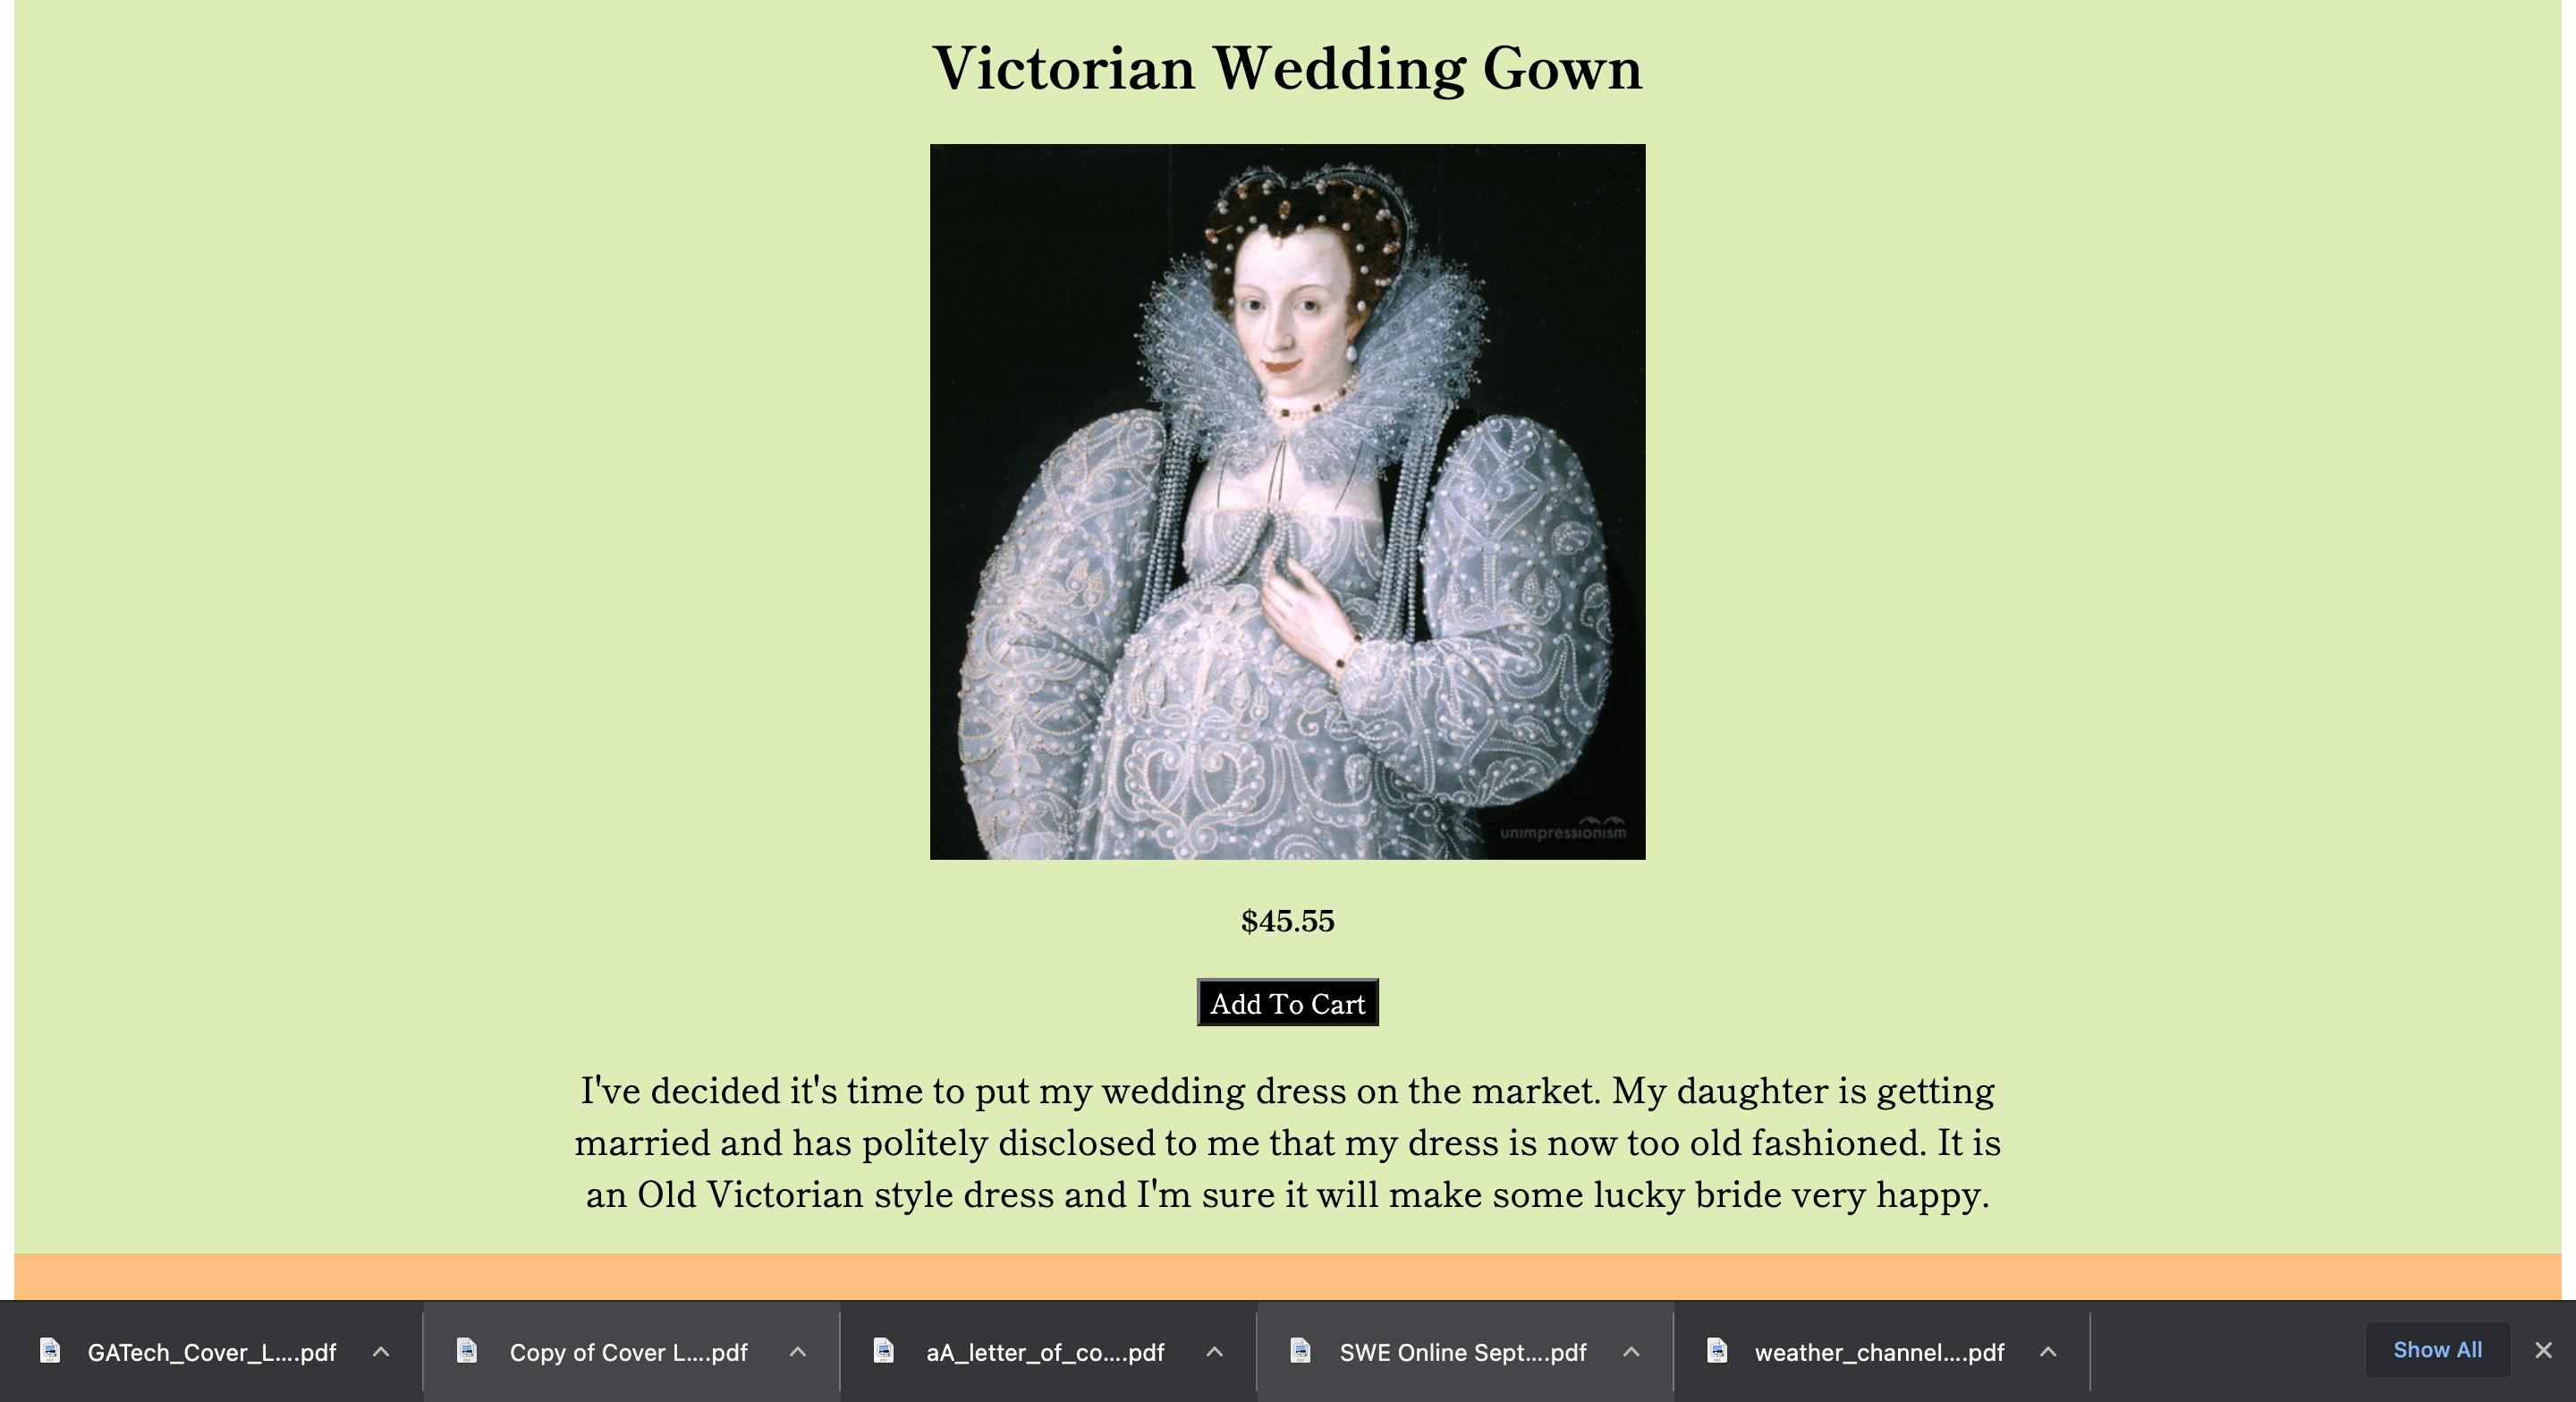 Victorian Wedding Gown
unimpressionism
$45.55
Add To Cart
I've decided it's time to put my wedding dress on the market. My daughter is getting
married and has politely disclosed to me that my dress is now too old fashioned. It is
an Old Victorian style dress and I'm sure it will make some lucky bride very happy.
GATech_Cover_L....pdf
Copy of Cover L....pdf
aA_letter_of_co....pdf
SWE Online Sept....pdf
weather_channel....pdf
Show All